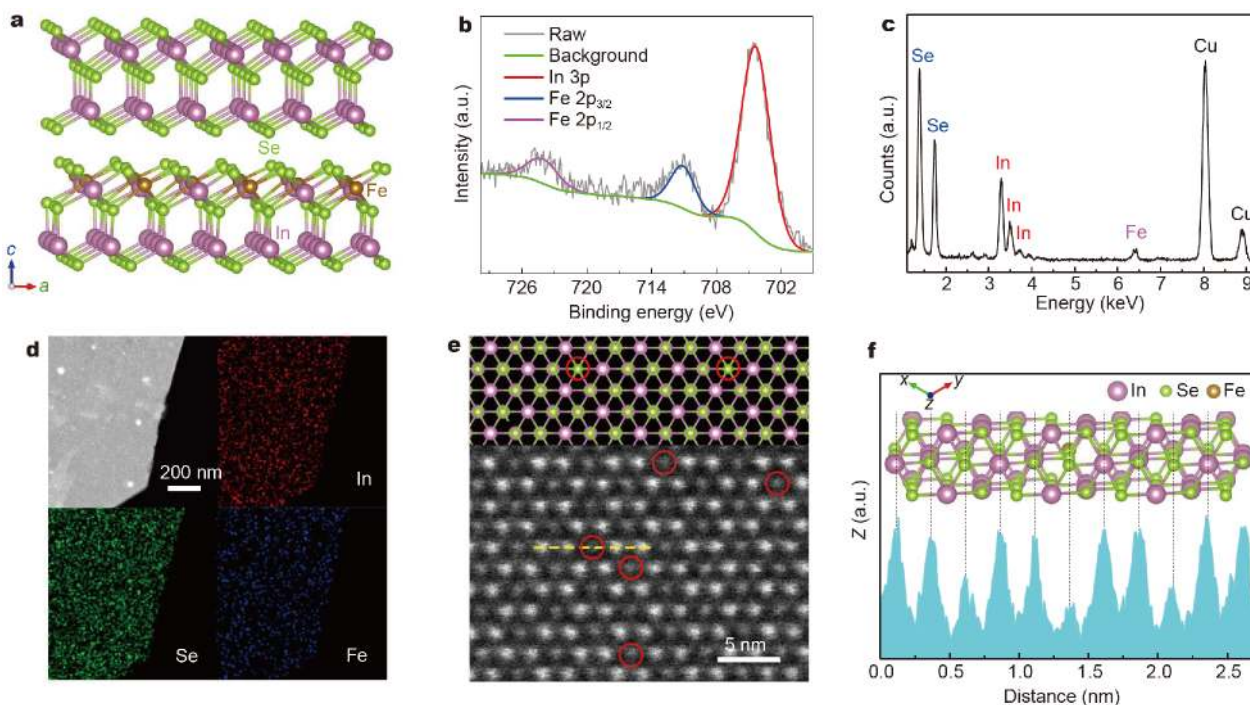 a
Se
Fe
In
c
a
b
Raw
Background
In 3p
Fe 2p3/2
Fe 2p1/2
Intensity (a.u.)
726 720 714 708 702
Binding energy (eV)
c
Se
Se
In
In
In
Fe
Cu
Cu
Counts (a.u.)
2 3 4 5 6 7 8 9
Energy (keV)
d
200 nm
In
Se
Fe
e
5 nm
f
x y
z
In Se Fe
Z (a.u.)
0.0 0.5 1.0 1.5 2.0 2.5
Distance (nm)